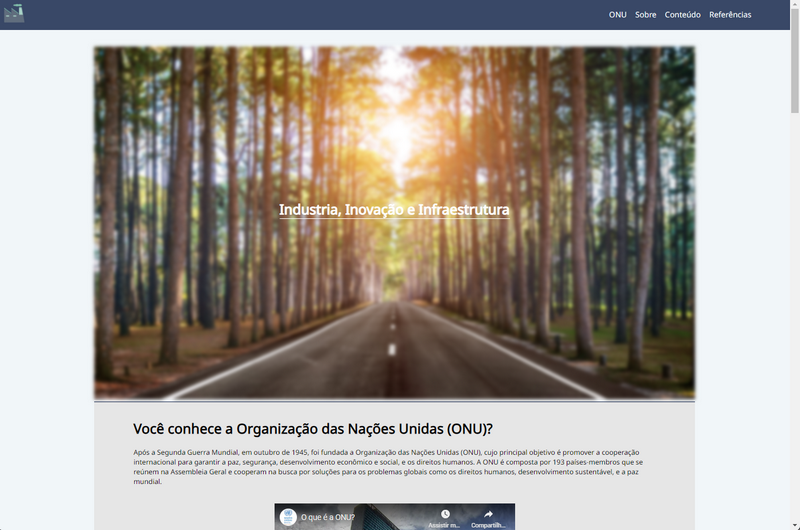 ONU Sobre Conteúdo Referências
Industria, Inovação e Infraestrutura
Você conhece a Organização das Nações Unidas (ONU)?
Após a Segunda Guerra Mundial, em outubro de 1945, foi fundada a Organização das Nações Unidas (ONU), cujo principal objetivo é promover a cooperação
internacional para garantir a paz, segurança, desenvolvimento econômico e social, e os direitos humanos. A ONU é composta por 193 países-membros que se
reúnem na Assembleia Geral e cooperam na busca por soluções para os problemas globais como os direitos humanos, desenvolvimento sustentável, e a paz
mundial.
O que é a ONU?
Assistir m... Compartilh...